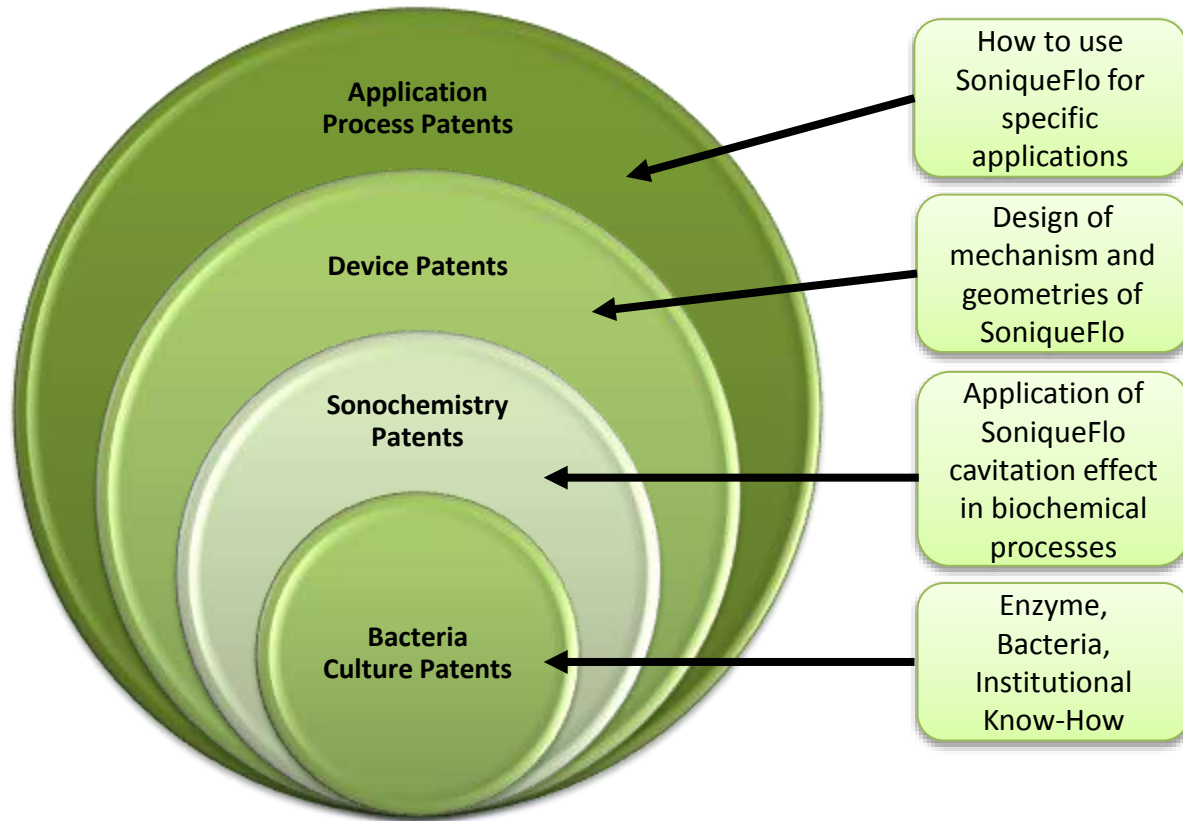 Application
Process Patents
Device Patents
Sonochemistry
Patents
Bacteria
Culture Patents
How to use
SoniqueFlo for
specific
applications
Design of
mechanism and
geometries of
SoniqueFlo
Application of
SoniqueFlo
cavitation effect
in biochemical
processes
Enzyme,
Bacteria,
Institutional
Know-How